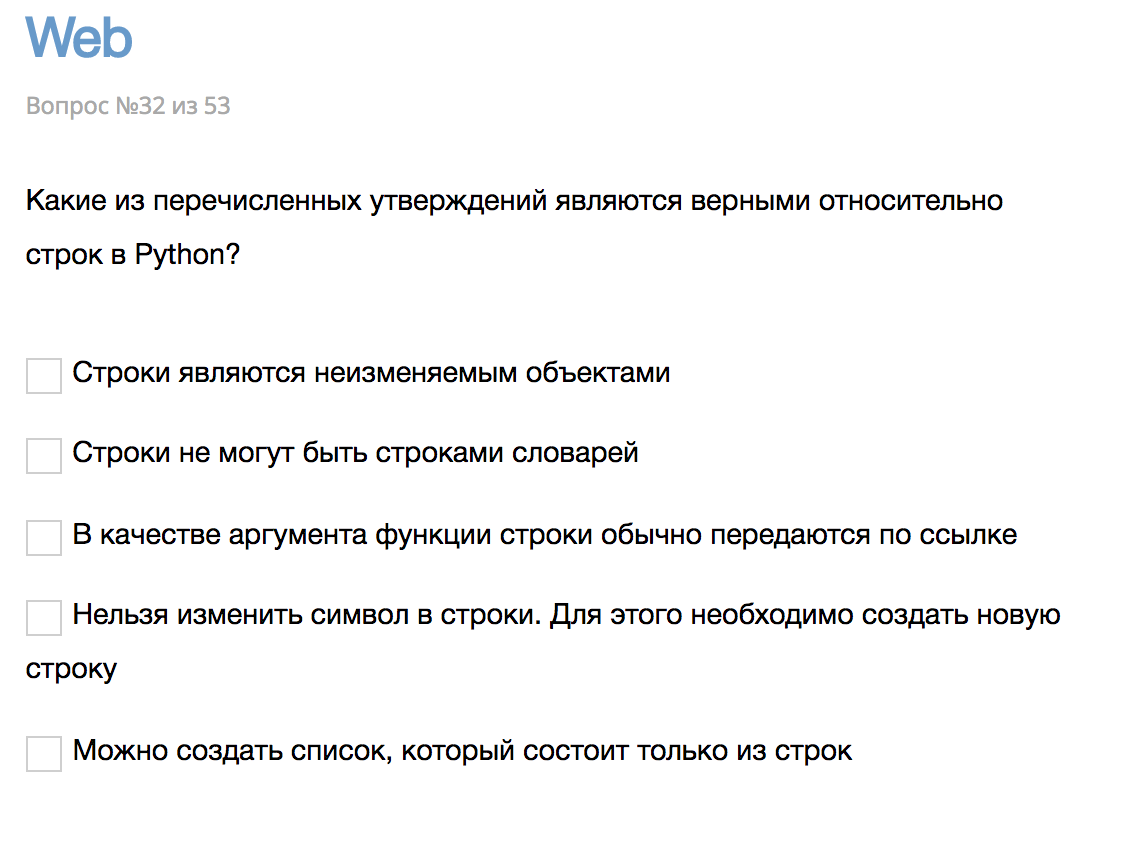 Web
Вопрос №32 из 53
Какие из перечисленных утверждений являются верными относительно
строк в Python?
Строки являются неизменяемым объектами
Строки не могут быть строками словарей
В качестве аргумента функции строки обычно передаются по ссылке
Нельзя изменить символ в строки. Для этого необходимо создать новую
строку
Можно создать список, который состоит только из строк